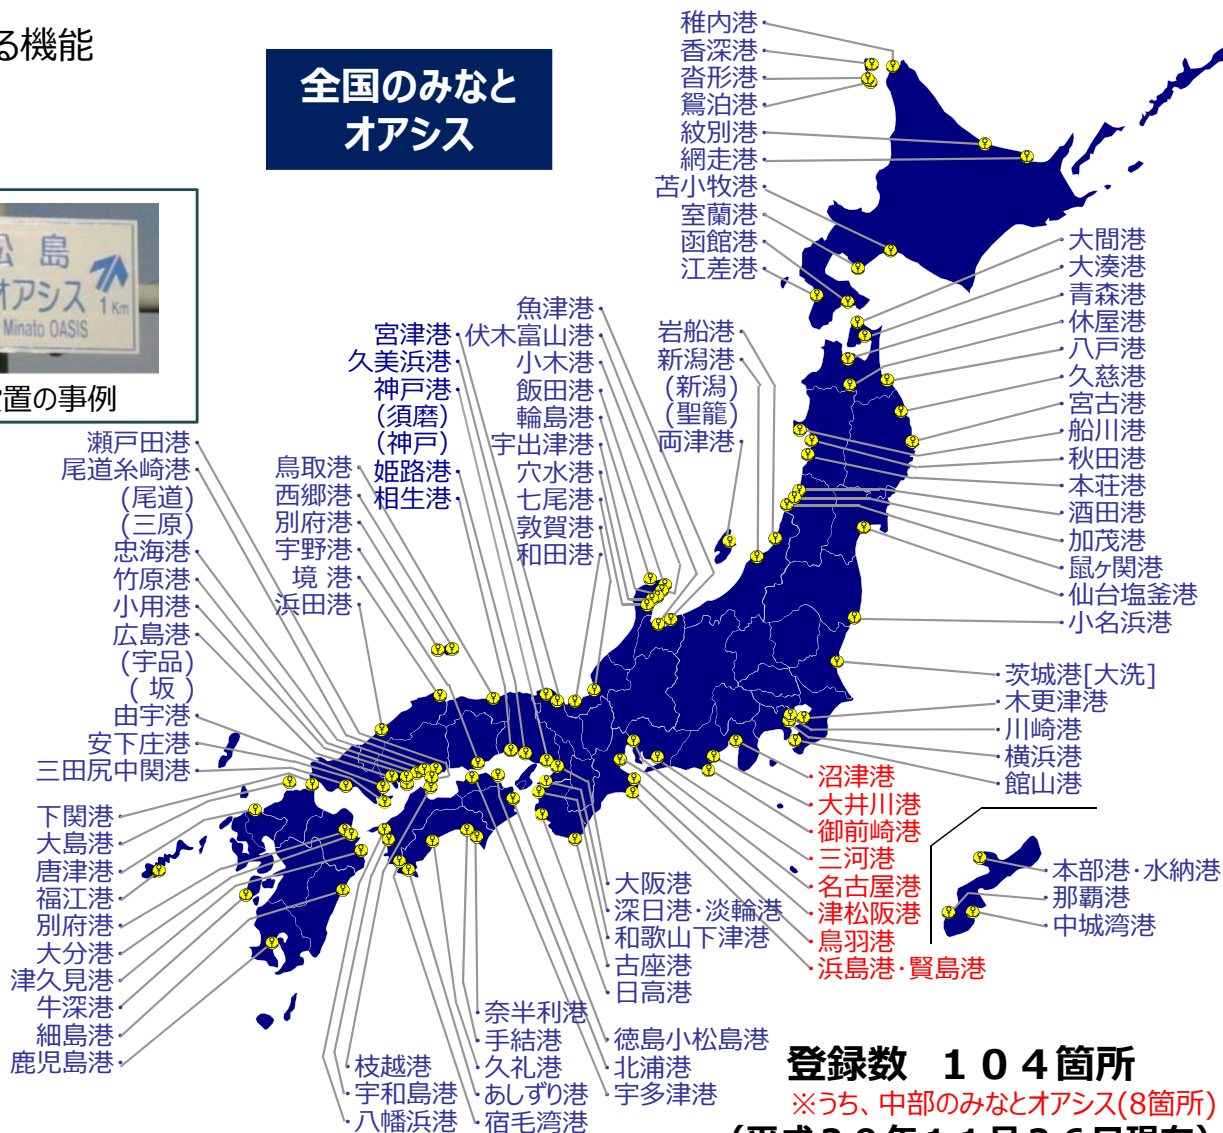 る機能
全国のみなと
オアシス
松 島
オアシス
1 Km
Minato OASIS
置の事例
稚内港
香深港
沓形港
鴛泊港
紋別港
網走港
苫小牧港
室蘭港
函館港
江差港
大間港
大湊港
青森港
休屋港
八戸港
久慈港
宮古港
船川港
秋田港
本荘港
酒田港
加茂港
鼠ヶ関港
仙台塩釜港
小名浜港
茨城港[大洗]
木更津港
川崎港
横浜港
館山港
岩船港
新潟港
(新潟)
(聖籠)
両津港
魚津港
伏木富山港
小木港
飯田港
輪島港
宇出津港
穴水港
七尾港
敦賀港
和田港
宮津港
久美浜港
神戸港
(須磨)
(神戸)
姫路港
相生港
鳥取港
西郷港
別府港
宇野港
境 港
浜田港
瀬戸田港
尾道糸崎港
(尾道)
(三原)
忠海港
竹原港
小用港
広島港
(宇品)
( 坂 )
由宇港
安下庄港
三田尻中関港
下関港
大島港
唐津港
福江港
別府港
大分港
津久見港
牛深港
細島港
鹿児島港
枝越港
宇和島港
八幡浜港
奈半利港
手結港
久礼港
あしずり港
宿毛湾港
徳島小松島港
北浦港
宇多津港
大阪港
深日港・淡輪港
和歌山下津港
古座港
日高港
沼津港
大井川港
御前崎港
三河港
名古屋港
津松阪港
鳥羽港
浜島港・賢島港
本部港・水納港
那覇港
中城湾港
登録数 104箇所
※うち、中部のみなとオアシス(8箇所)
(平成29年11月26日現在)